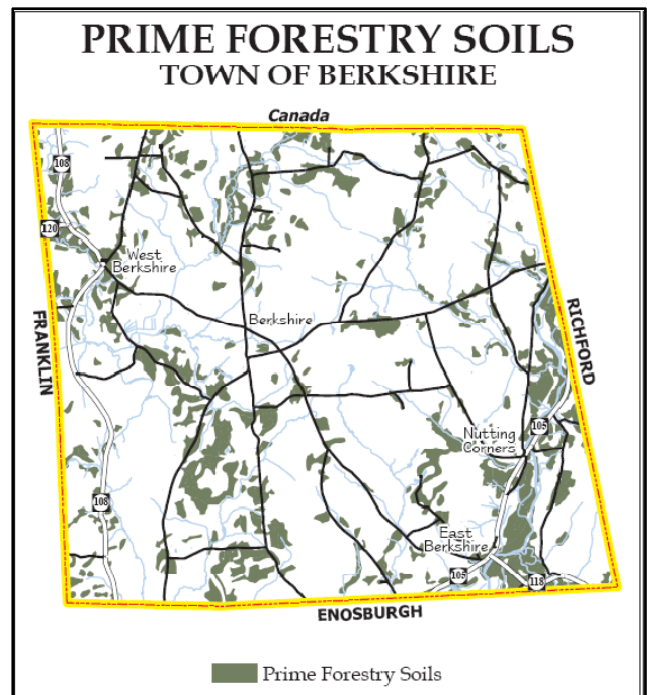 PRIME FORESTRY SOILS
TOWN OF BERKSHIRE
Canada
108
120
West
Berkshire
Berkshire
FRANKLIN
RICHFORD
105
Nutting
Corners
108
East
Berkshire
105
118
ENOSBURGH
Prime Forestry Soils